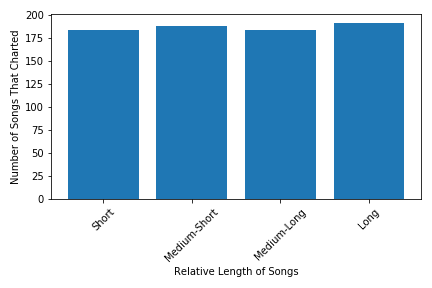 200
175
150
125
100
75
50
25
0
Number of Songs That Charted
Short
Medium-Short
Medium-Long
Long
Relative Length of Songs